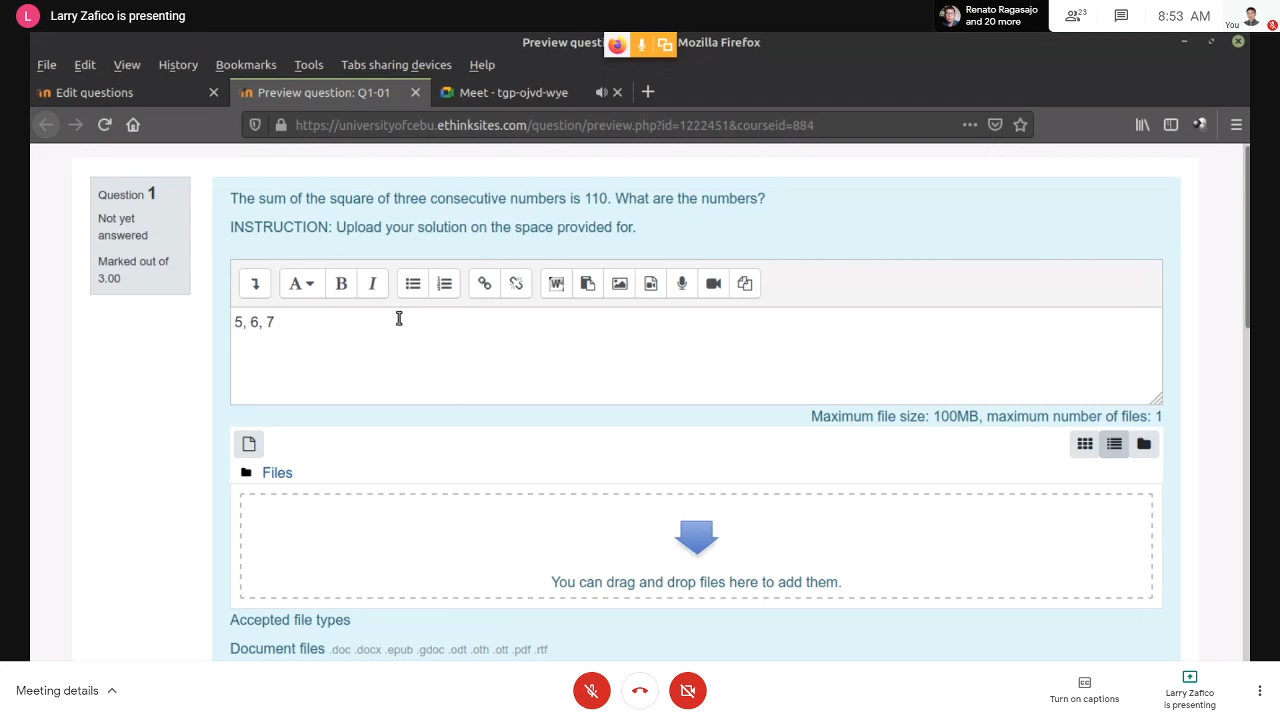 L Larry Zafico is presenting
Renato Ragasajo
and 20 more
23
8:53 AM
You
Preview quest
Mozilla Firefox
File Edit View History Bookmarks Tools Tabs sharing devices Help
Edit questions
Preview question: Q1-01
Meet - tgp-ojvd-wye
https://universityofcebu.ethinksites.com/question/preview.php?id=1222451&courseid=884
Question 1
Not yet
answered
Marked out of
3.00
The sum of the square of three consecutive numbers is 110. What are the numbers?
INSTRUCTION: Upload your solution on the space provided for.
A B I
5, 6, 7
Maximum file size: 100MB, maximum number of files: 1
Files
You can drag and drop files here to add them.
Accepted file types
Document files .doc .docx .epub .gdoc .odt .oth .ott .pdf .rtf
Meeting details
Turn on captions
Larry Zafico
is presenting